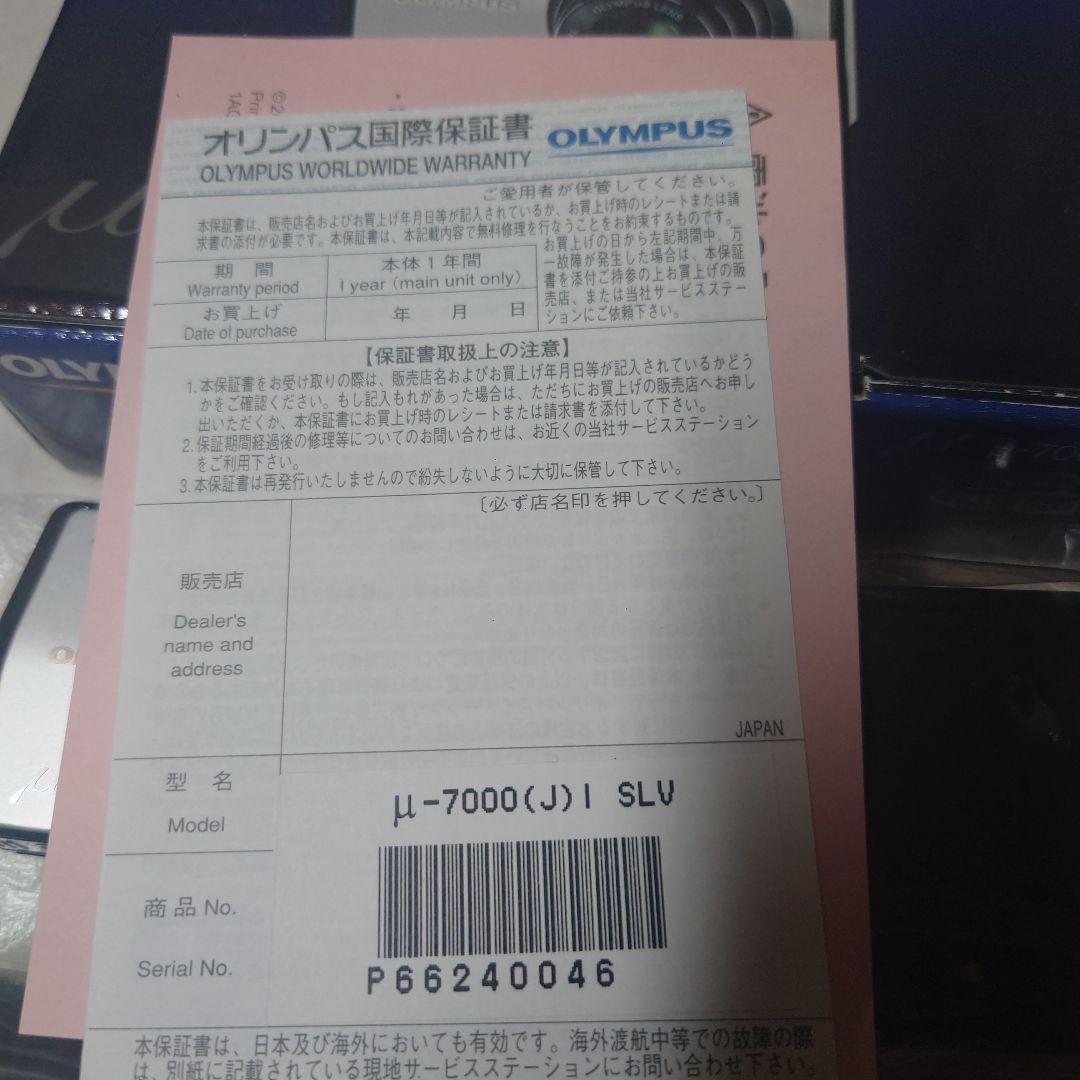 OLYMPUS
OLYMPUS LENS
μ
オリンパス国際保証書 OLYMPUS
OLYMPUS WORLDWIDE WARRANTY
ご愛用者が保管してください。
本保証書は、販売店名およびお買上げ年月日等が記入されているか、お買上げ時のレシートまたは請
求書の添付が必要です。本保証書は、本記載内容で無料修理を行なうことをお約束するものです。
期間
Warranty period
本体1年間
1 year (main unit only)
お買上げ
Date of purchase
年 月 日
お買上げの日から左記期間中、万
一故障が発生した場合は、本保証
書を添付ご持参の上お買上げの販
売店、または当社サービスステー
ションにご依頼下さい。
【保証書取扱上の注意】
1.本保証書をお受け取りの際は、販売店名およびお買上げ年月日等が記入されているかどう
かをご確認ください。もし記入もれがあった場合は、ただちにお買上げの販売店へお申し
出いただくか、本保証書にお買上げ時のレシートまたは請求書を添付して下さい。
2.保証期間経過後の修理等についてのお問い合わせは、お近くの当社サービスステーション
をご利用下さい。
3.本保証書は再発行いたしませんので紛失しないように大切に保管して下さい。
〔必ず店名印を押してください。〕
販売店
Dealer's
name and
address
JAPAN
型名
Model
μ-7000(J)I SLV
商品No.
Serial No.
P66240046
本保証書は、日本及び海外においても有効です。海外渡航中等での故障の際
は、別紙に記載されている現地サービスステーションにお問い合わせ下さい。